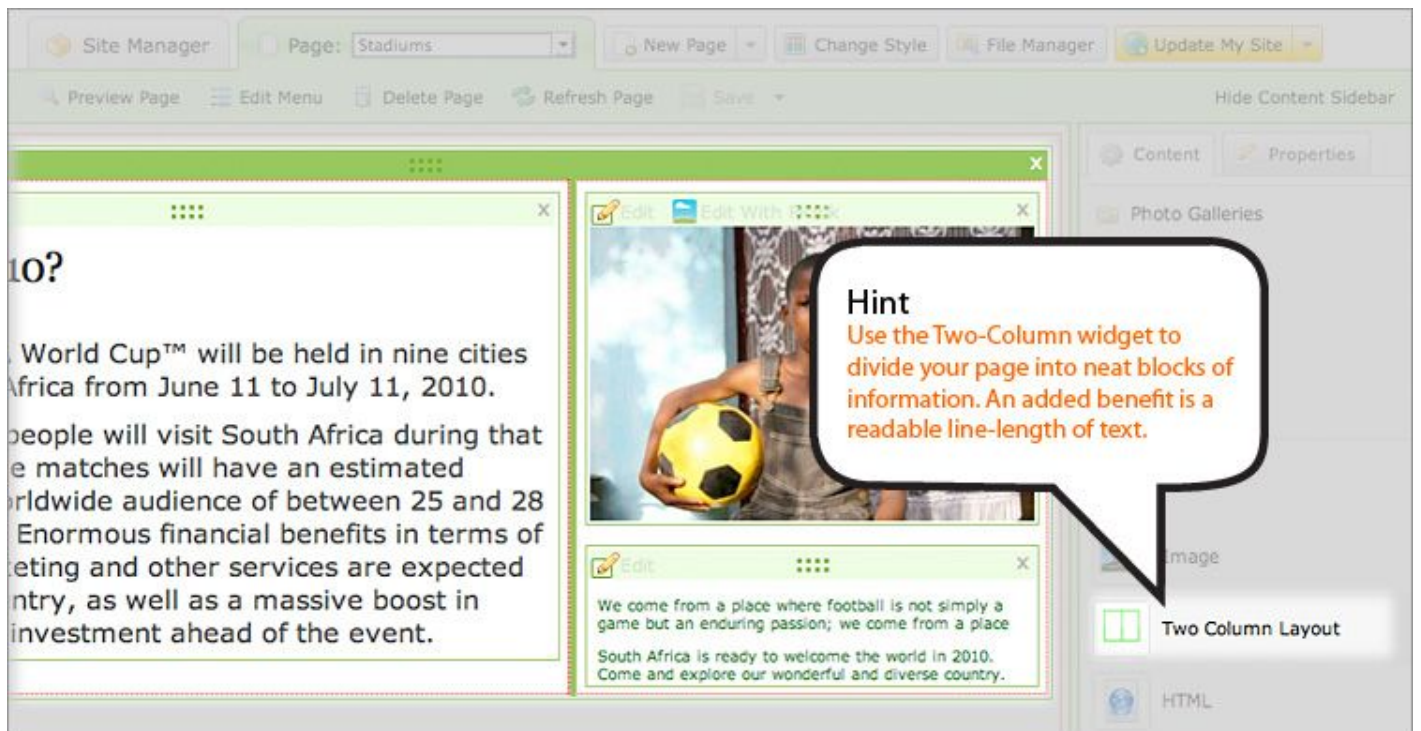 Site Manager
Page: Stadiums
New Page
Change Style
File Manager
Update My Site
Preview Page
Edit Menu
Delete Page
Refresh Page
Save
Hide Content Sidebar
x
Content
Properties
x
10?
World Cup™ will be held in nine cities
Africa from June 11 to July 11, 2010.
people will visit South Africa during that
e matches will have an estimated
rldwide audience of between 25 and 28
Enormous financial benefits in terms of
eting and other services are expected
ntry, as well as a massive boost in
investment ahead of the event.
Edit
Edit With
x
Edit
x
We come from a place where football is not simply a
game but an enduring passion; we come from a place
South Africa is ready to welcome the world in 2010.
Come and explore our wonderful and diverse country.
Photo Galleries
Hint
Use the Two-Column widget to
divide your page into neat blocks of
information. An added benefit is a
readable line-length of text.
Image
Two Column Layout
HTML